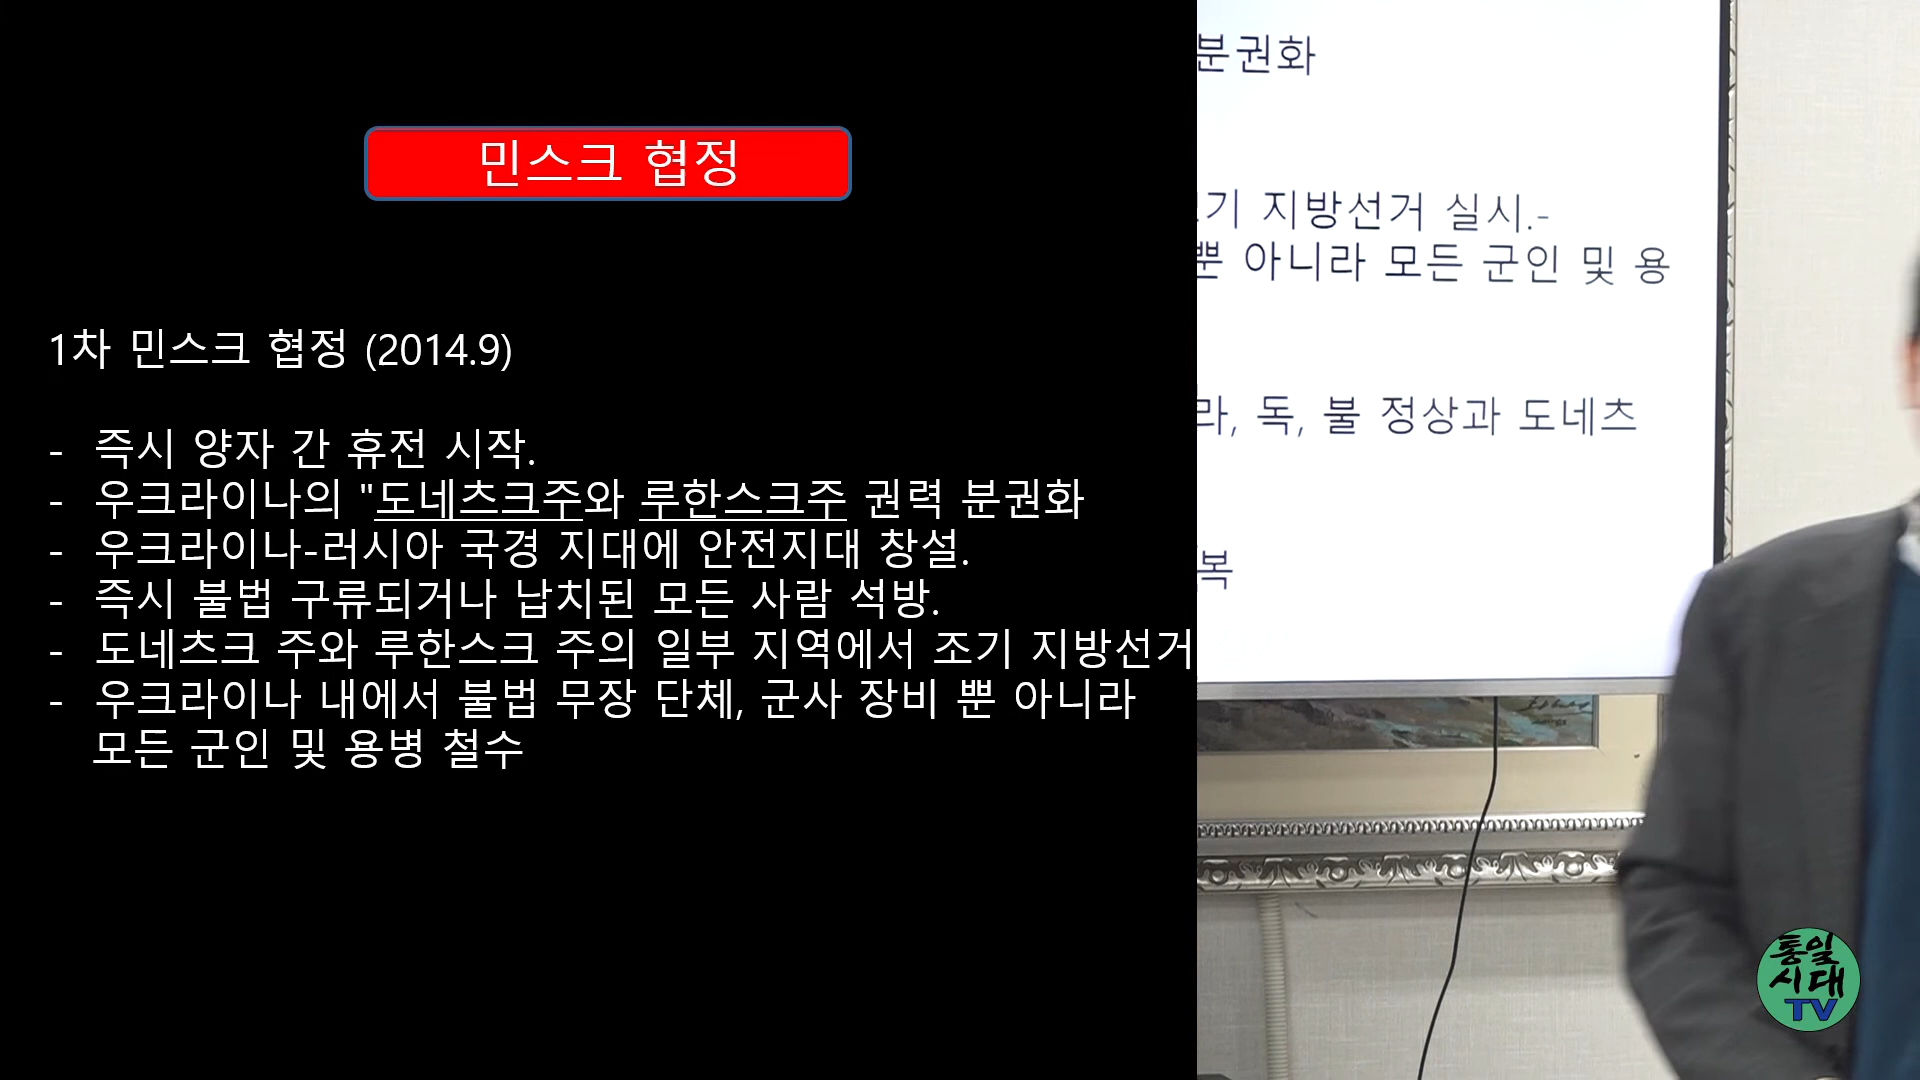 민스크 협정
1차 민스크 협정 (2014.9)
- 즉시 양자 간 휴전 시작.
- 우크라이나의 "도네츠크주와 루한스크주 권력 분권화
- 우크라이나-러시아 국경 지대에 안전지대 창설.
- 즉시 불법 구류되거나 납치된 모든 사람 석방.
- 도네츠크 주와 루한스크 주의 일부 지역에서 조기 지방선거
- 우크라이나 내에서 불법 무장 단체, 군사 장비 뿐 아니라
모든 군인 및 용병 철수
분권화
기 지방선거 실시.-
뿐 아니라 모든 군인 및 용
라, 독, 불 정상과 도네츠
복
통일
시대
TV